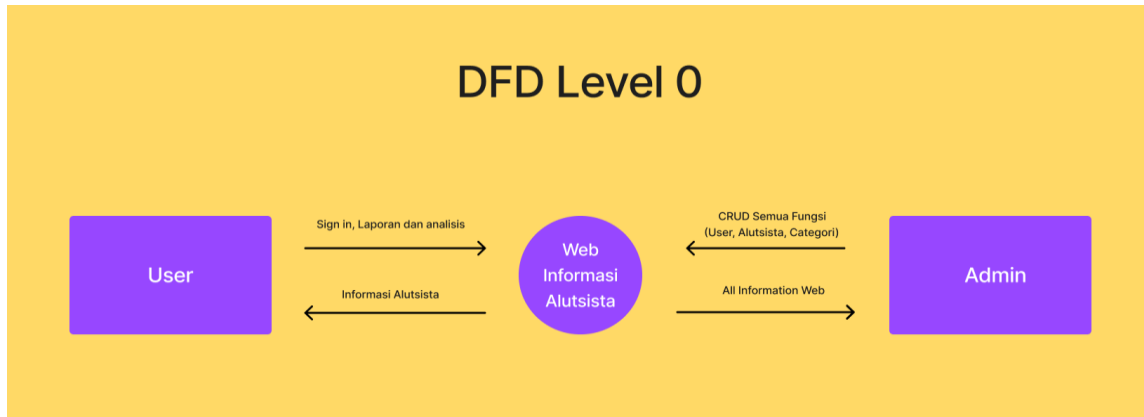 DFD Level 0
User
Sign in, Laporan dan analisis
Informasi Alutsista
Web
Informasi
Alutsista
CRUD Semua Fungsi
(User, Alutsista, Categori)
All Information Web
Admin